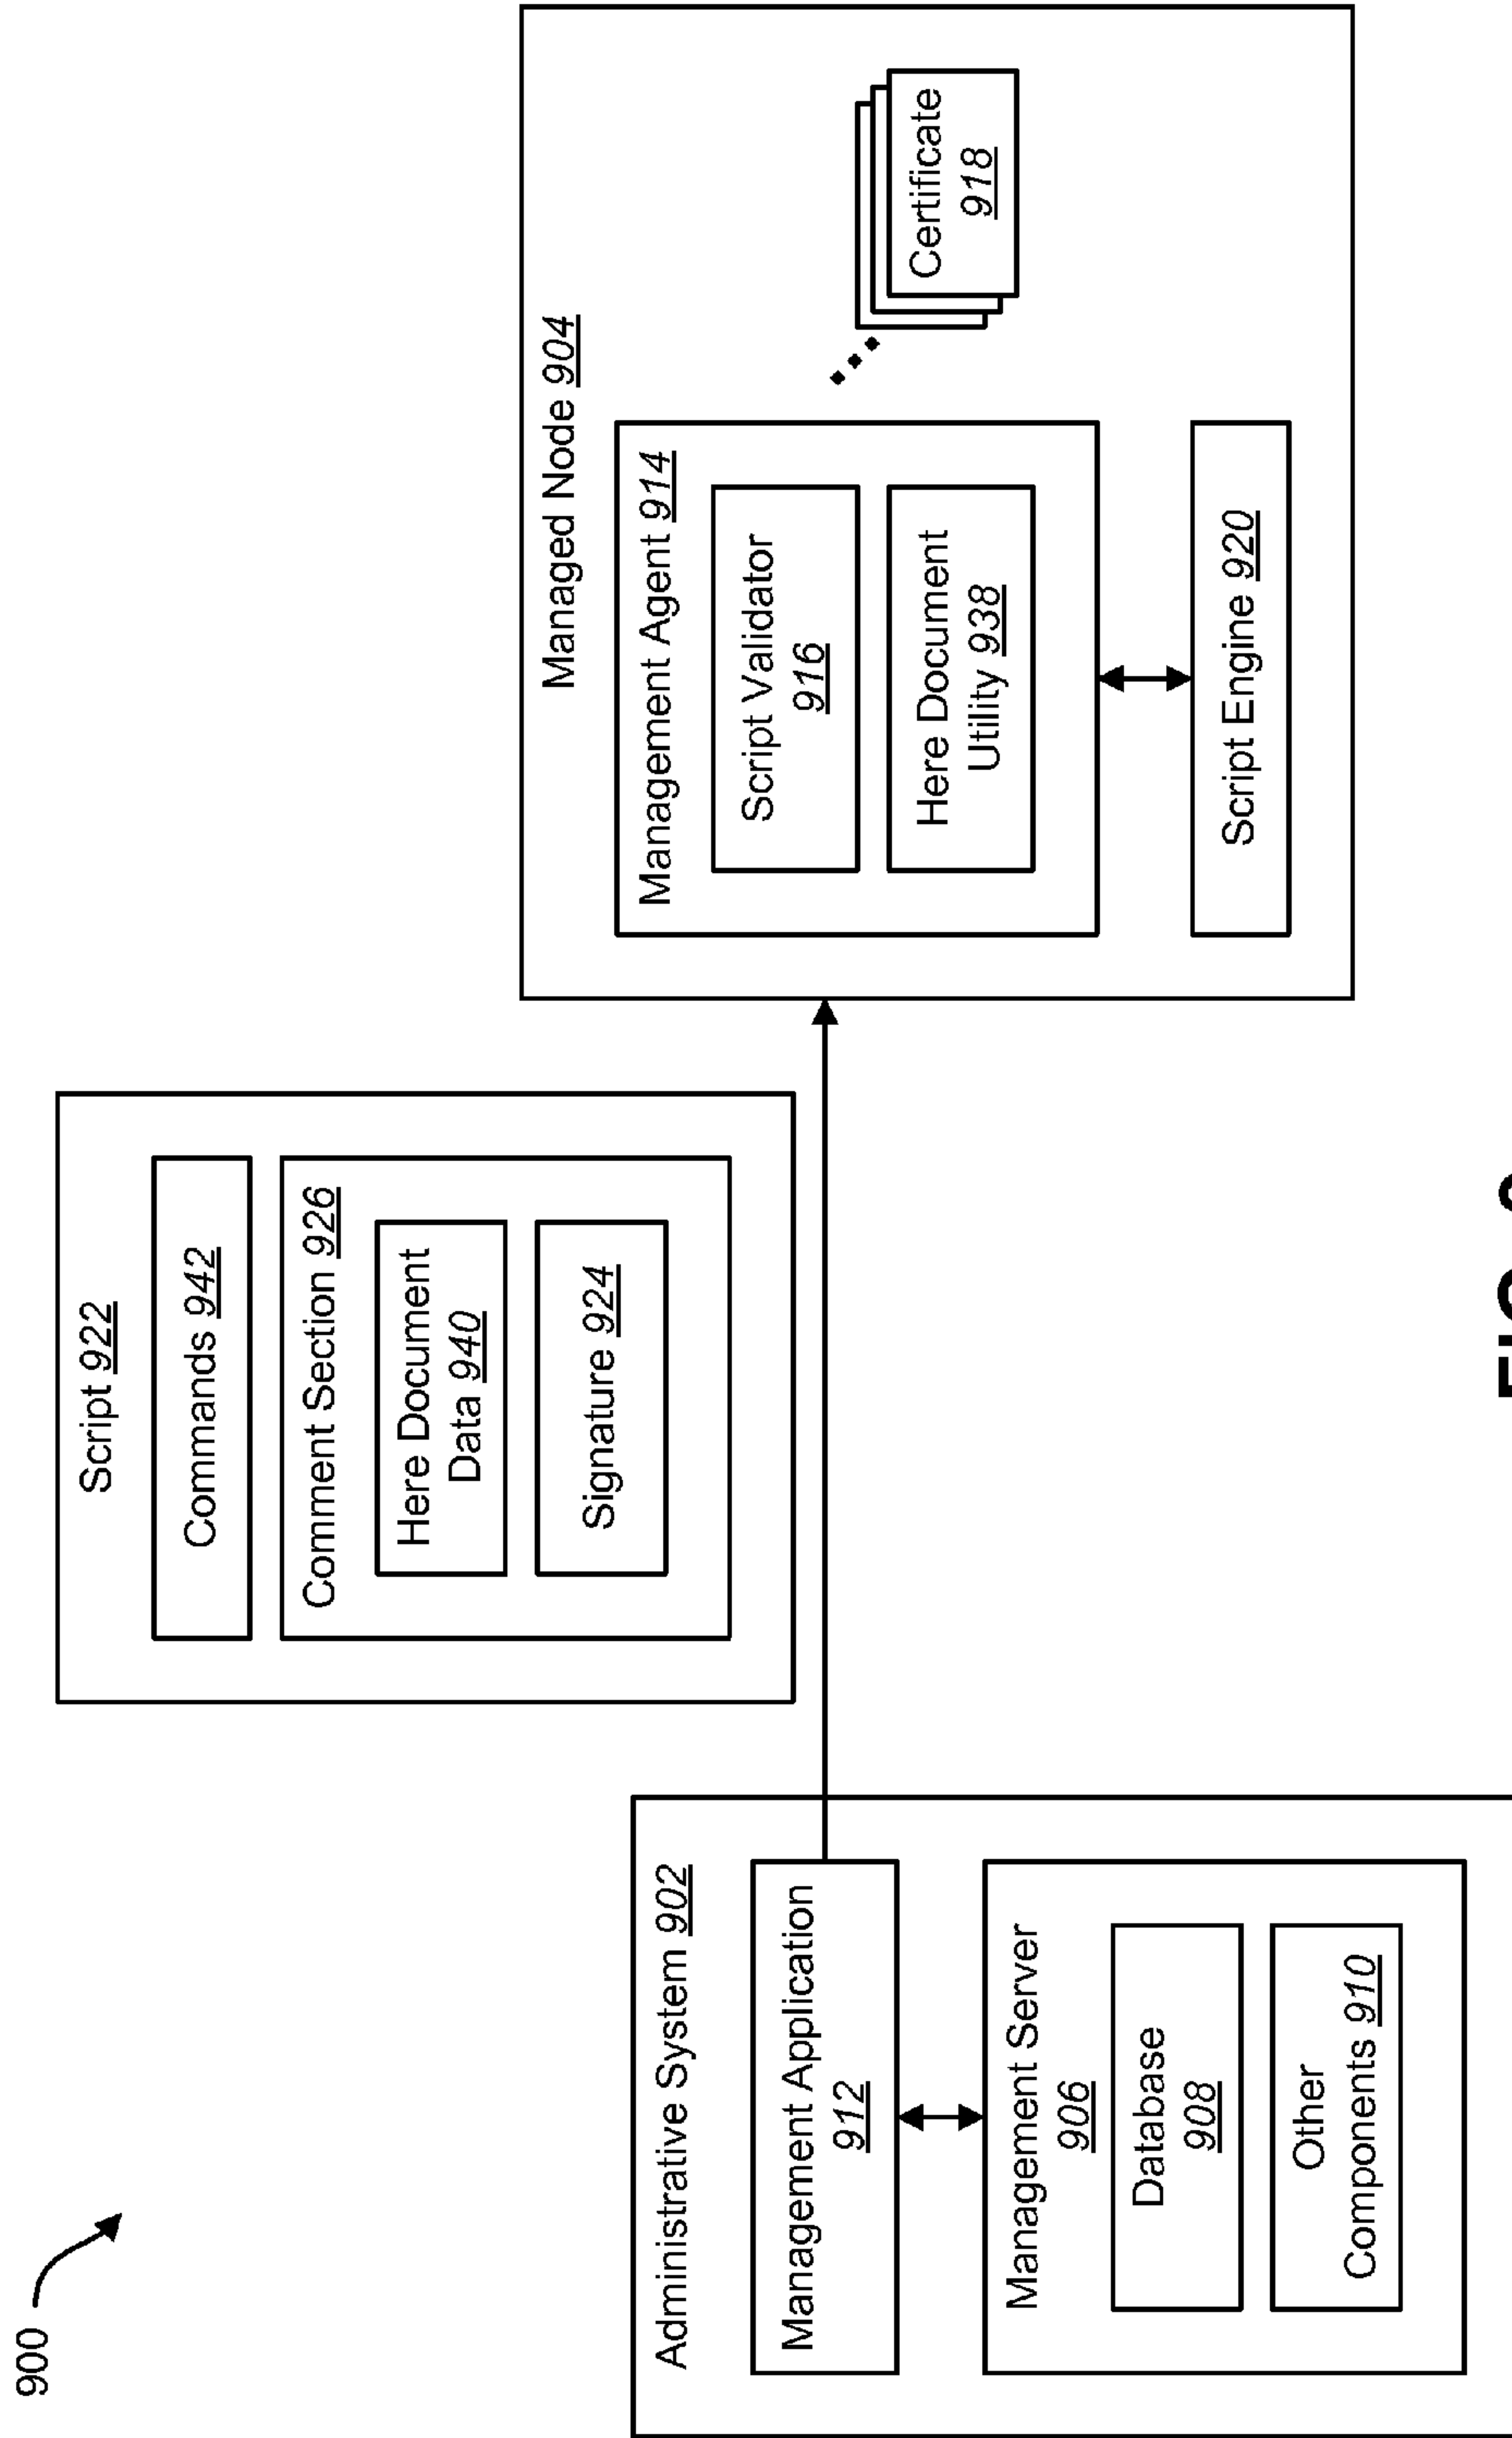 900
Script 922
Commands 942
Comment Section 926
Here Document
Data 940
Signature 924
Administrative System 902
Management Application
912
Management Server
906
Database
908
Other
Components 910
Managed Node 904
Management Agent 914
Script Validator
916
Here Document
Utility 938
Script Engine 920
Certificate
918